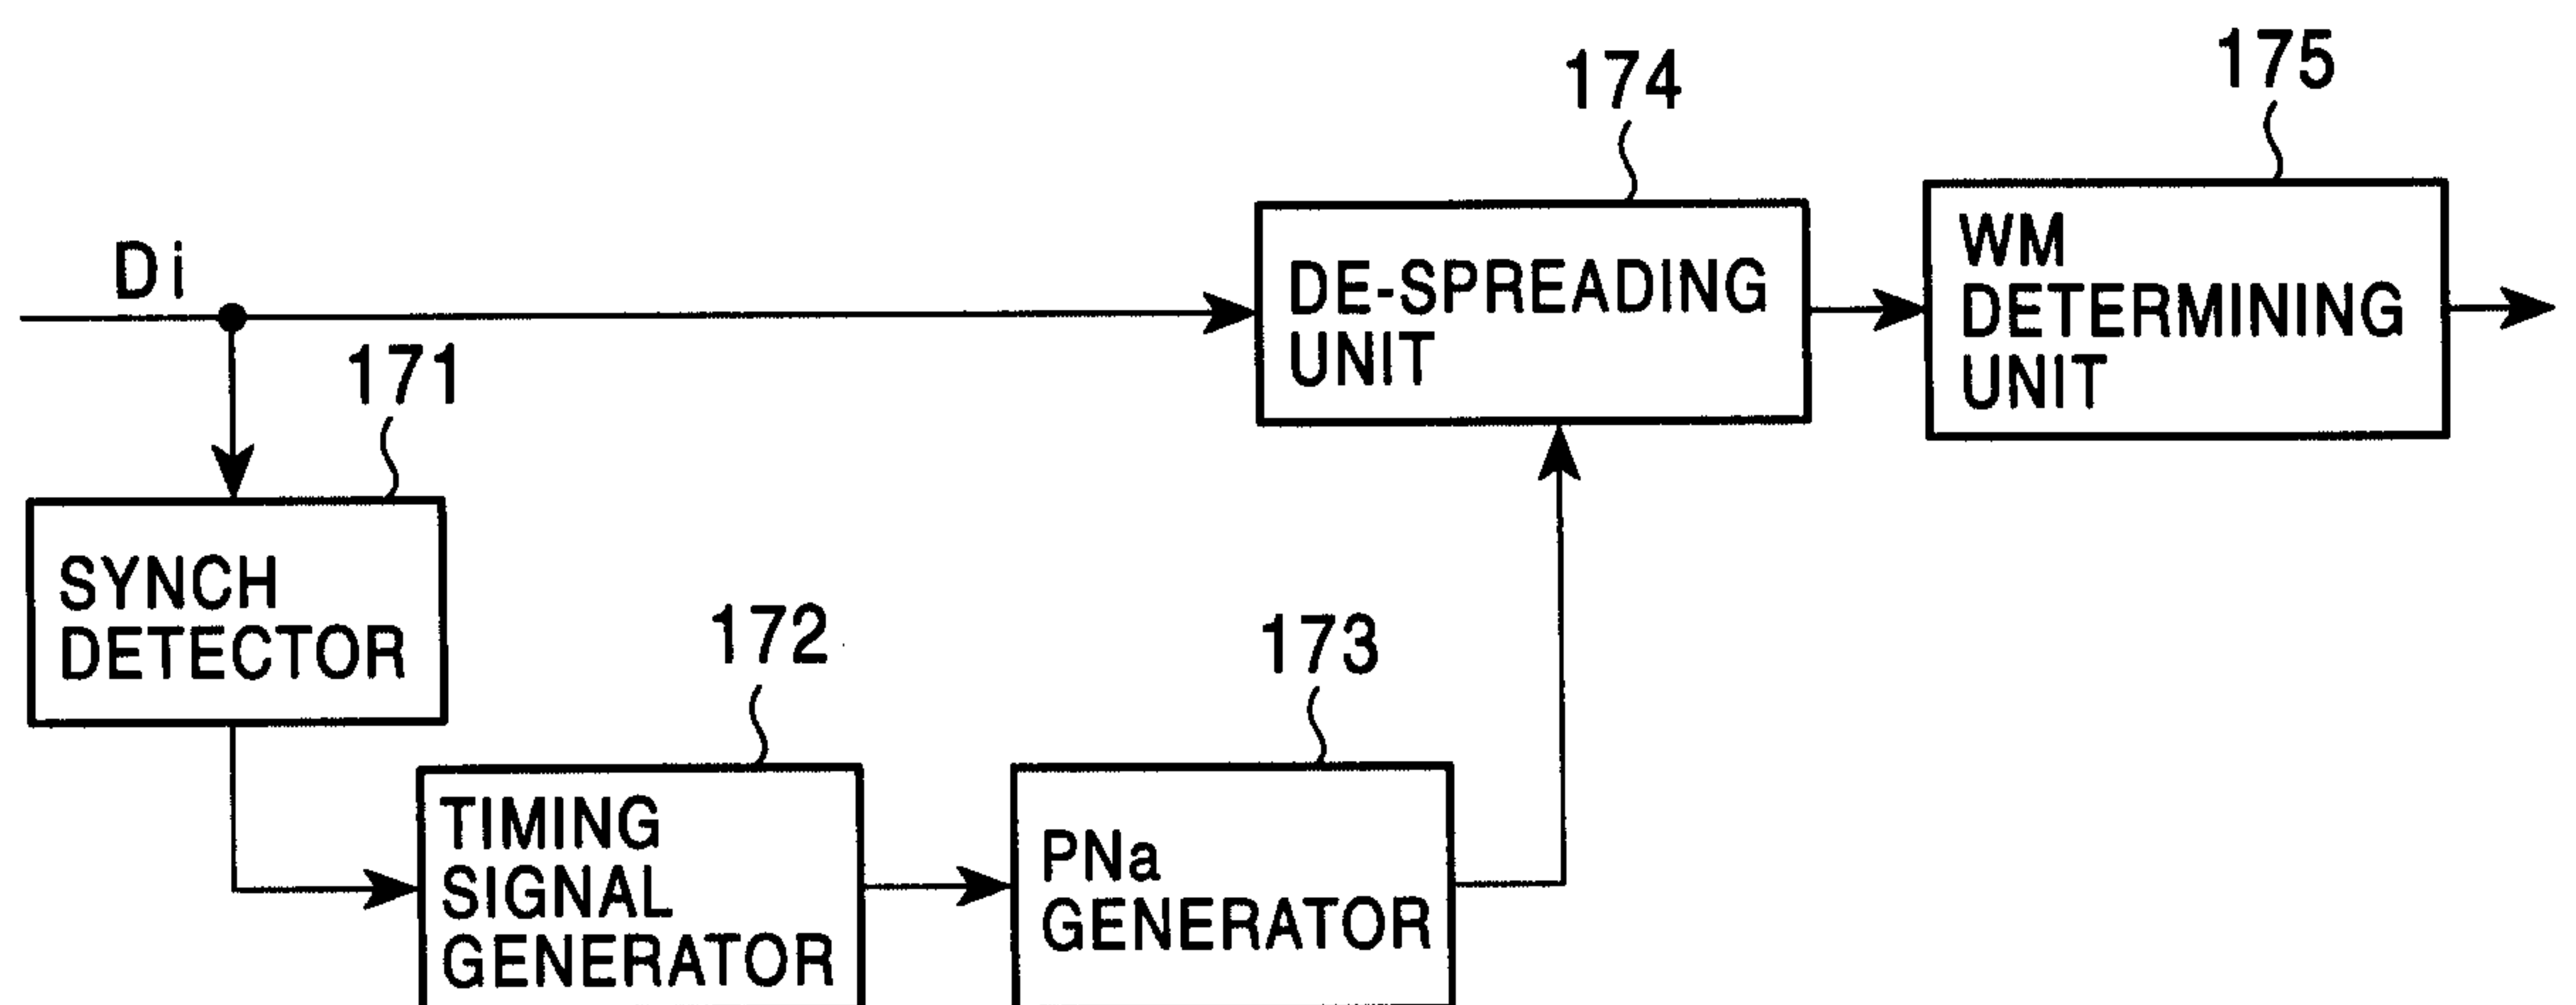 175
174
WM
DETERMINING
UNIT
Di
DE-SPREADING
UNIT
171
SYNCH
DETECTOR
172
173
TIMING
SIGNAL
GENERATOR
PNa
GENERATOR